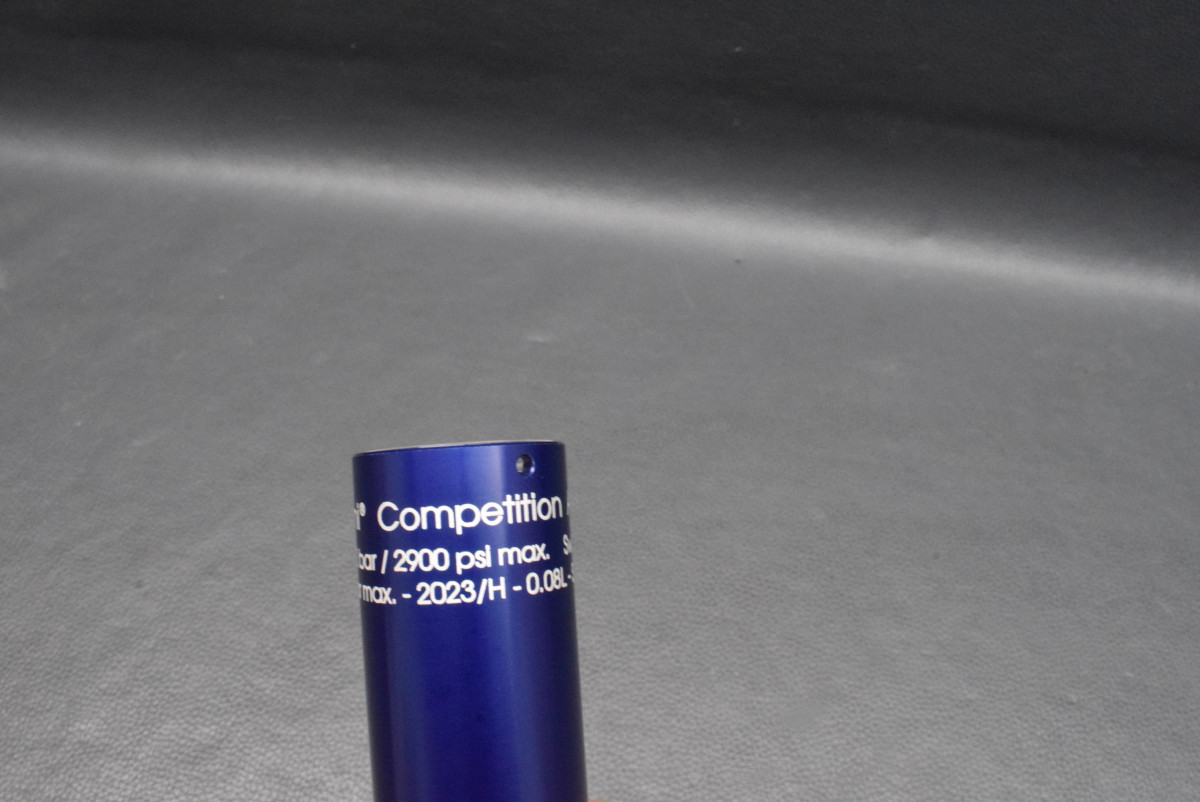 ® Competition
bar / 2900 psi max.
max. - 2023/H - 0.08L -